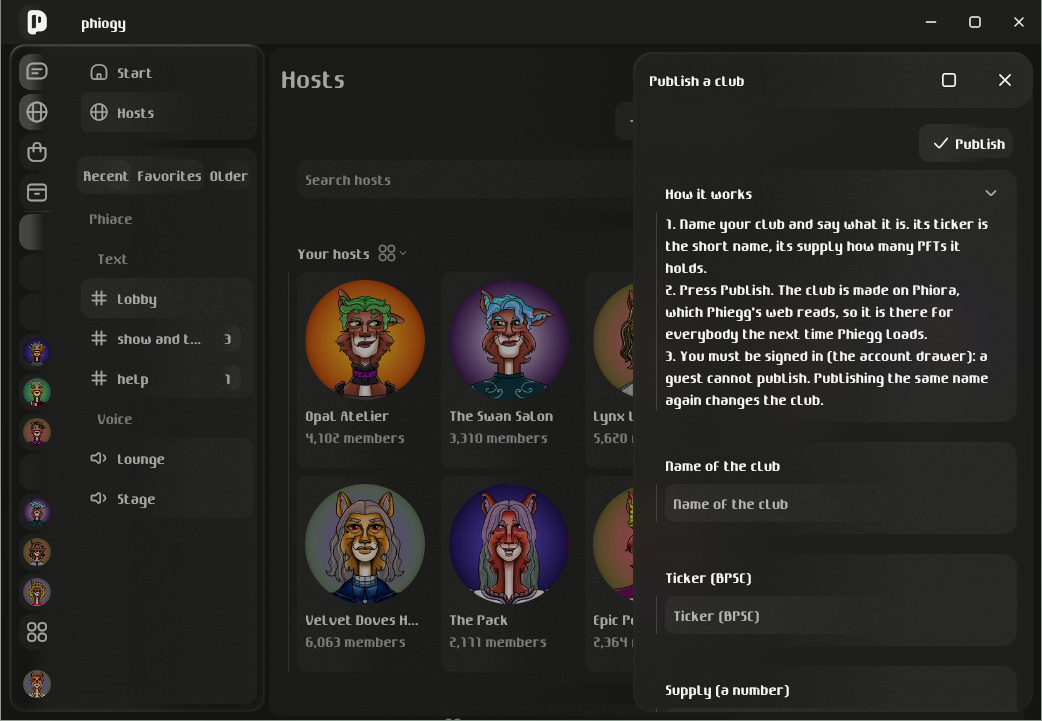 phiogy
Start
Hosts
Recent Favorites Older
Phiace
Text
Lobby
show and t... 3
help 1
Voice
Lounge
Stage
Hosts
Search hosts
Your hosts
Opal Atelier
4,102 members
The Swan Salon
3,310 members
Lynx L
5,620
Velvet Doves H...
6,063 members
The Pack
2,111 members
Epic P
2,364
Publish a club
Publish
How it works
1. Name your club and say what it is. its ticker is
the short name, its supply how many PFTs it
holds.
2. Press Publish. The club is made on Phiora,
which Phiegg's web reads, so it is there for
everybody the next time Phiegg loads.
3. You must be signed in (the account drawer): a
guest cannot publish. Publishing the same name
again changes the club.
Name of the club
Name of the club
Ticker (BPSC)
Ticker (BPSC)
Supply (a number)